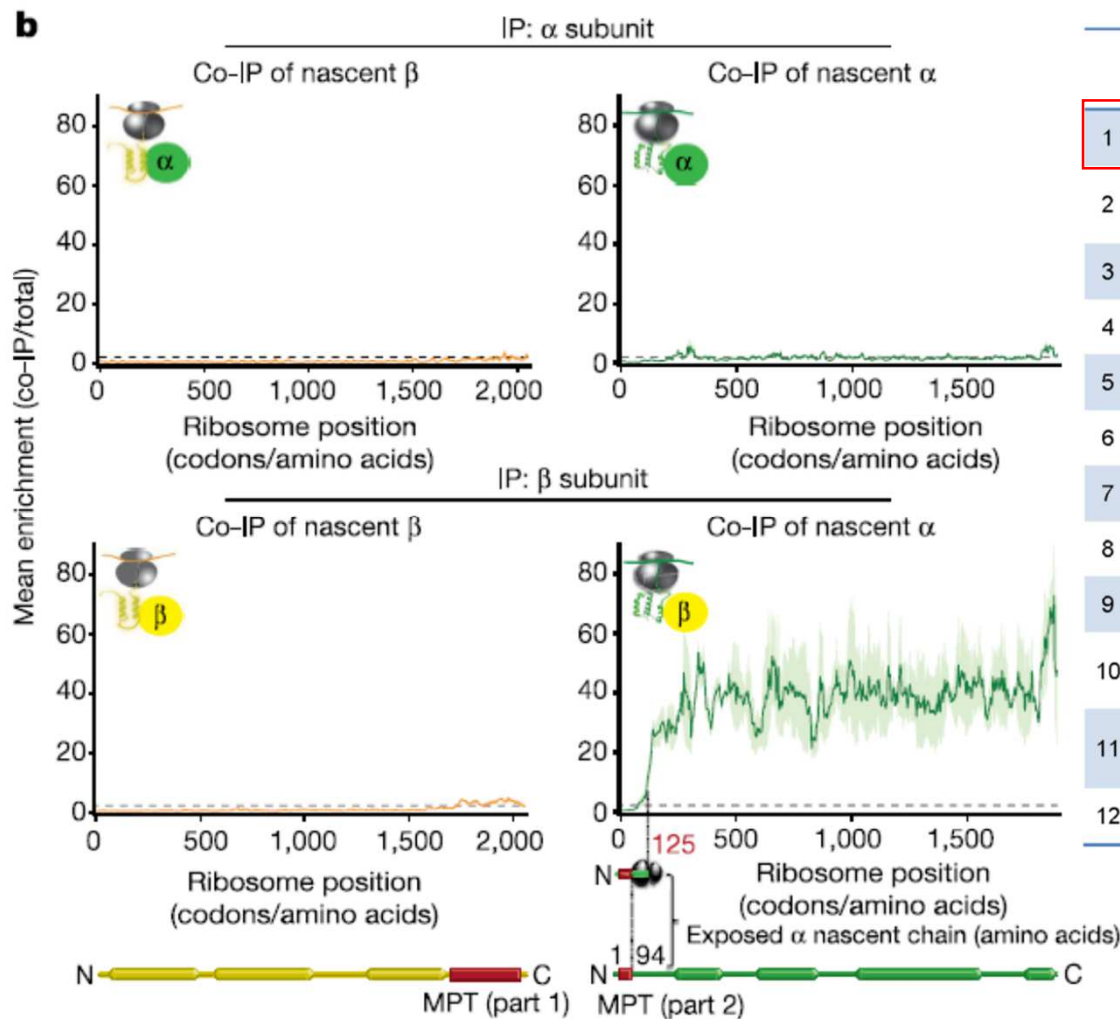 b
IP: α subunit
Co-IP of nascent β
Co-IP of nascent α
Mean enrichment (co-IP/total)
80
60
40
20
0
α
0 500 1,000 1,500 2,000
Ribosome position
(codons/amino acids)
80
60
40
20
0
α
0 500 1,000 1,500
Ribosome position
(codons/amino acids)
IP: β subunit
Co-IP of nascent β
Co-IP of nascent α
80
60
40
20
0
β
0 500 1,000 1,500 2,000
Ribosome position
(codons/amino acids)
80
60
40
20
0
β
0 500 1,000 1,500
125
Ribosome position
(codons/amino acids)
N
Exposed α nascent chain (amino acids)
1 94
N C
MPT (part 1)
N C
MPT (part 2)
1
2
3
4
5
6
7
8
9
10
11
12